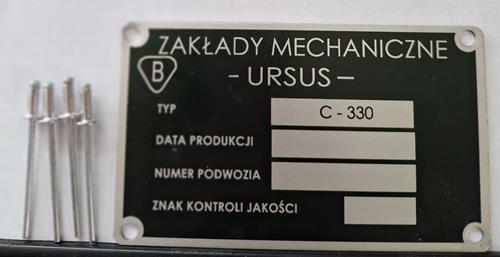 ZAKŁADY MECHANICZNE
B
- URSUS -
TYP C - 330
DATA PRODUKCJI
NUMER PODWOZIA
ZNAK KONTROLI JAKOŚCI